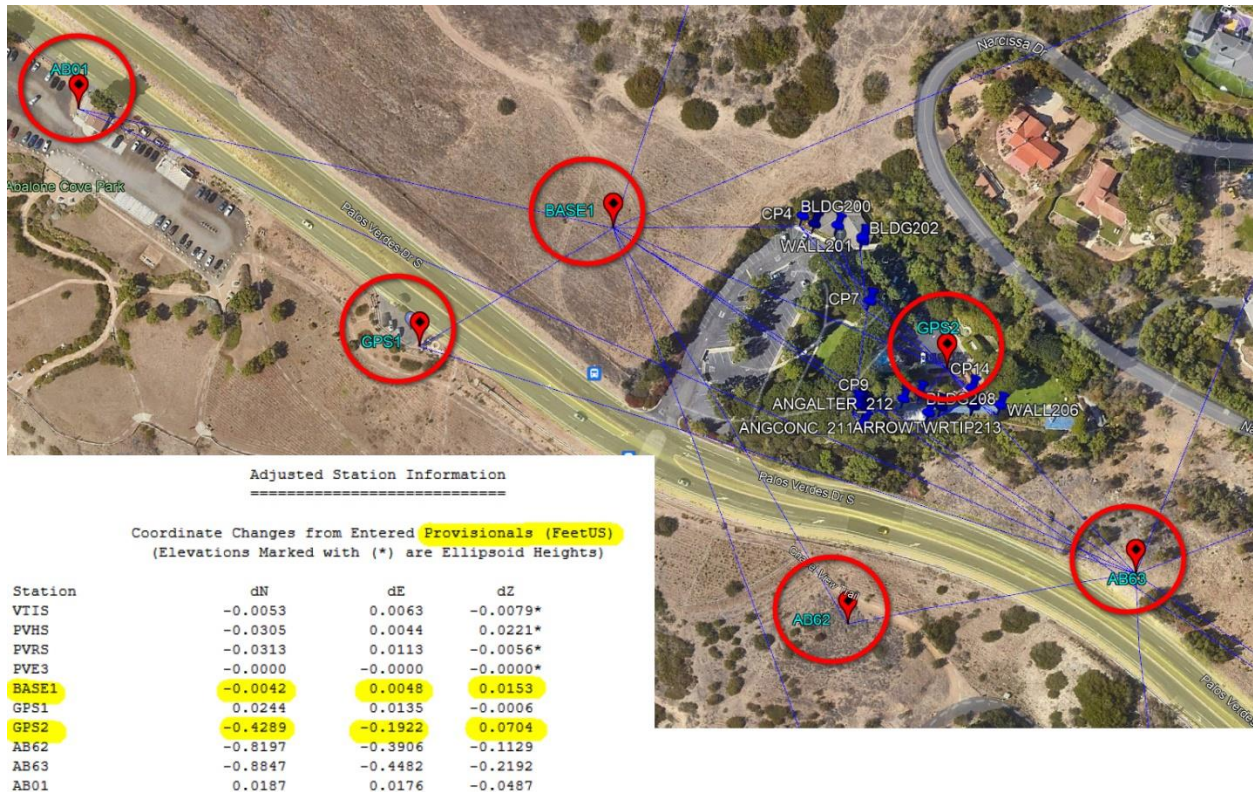 AB01
Narcissa Dr
Abalone Cove Park
BASE1
CP4
BLDG200
BLDG202
WALL201
Palos Verdes Dr S
CP7
GPS1
GPS2
CP14
CP9
BLDG208
ANGALTER_212
WALL206
ANGCONC_211ARROWTWRTIP213
Palos Verdes Dr S
AB63
AB62
Palos Verdes
Adjusted Station Information
============================
Coordinate Changes from Entered Provisionals (FeetUS)
(Elevations Marked with (*) are Ellipsoid Heights)
Station dN dE dZ
VTIS -0.0053 0.0063 -0.0079*
PVHS -0.0305 0.0044 0.0221*
PVRS -0.0313 0.0113 -0.0056*
PVE3 -0.0000 -0.0000 -0.0000*
BASE1 -0.0042 0.0048 0.0153
GPS1 0.0244 0.0135 -0.0006
GPS2 -0.4289 -0.1922 0.0704
AB62 -0.8197 -0.3906 -0.1129
AB63 -0.8847 -0.4482 -0.2192
AB01 0.0187 0.0176 -0.0487